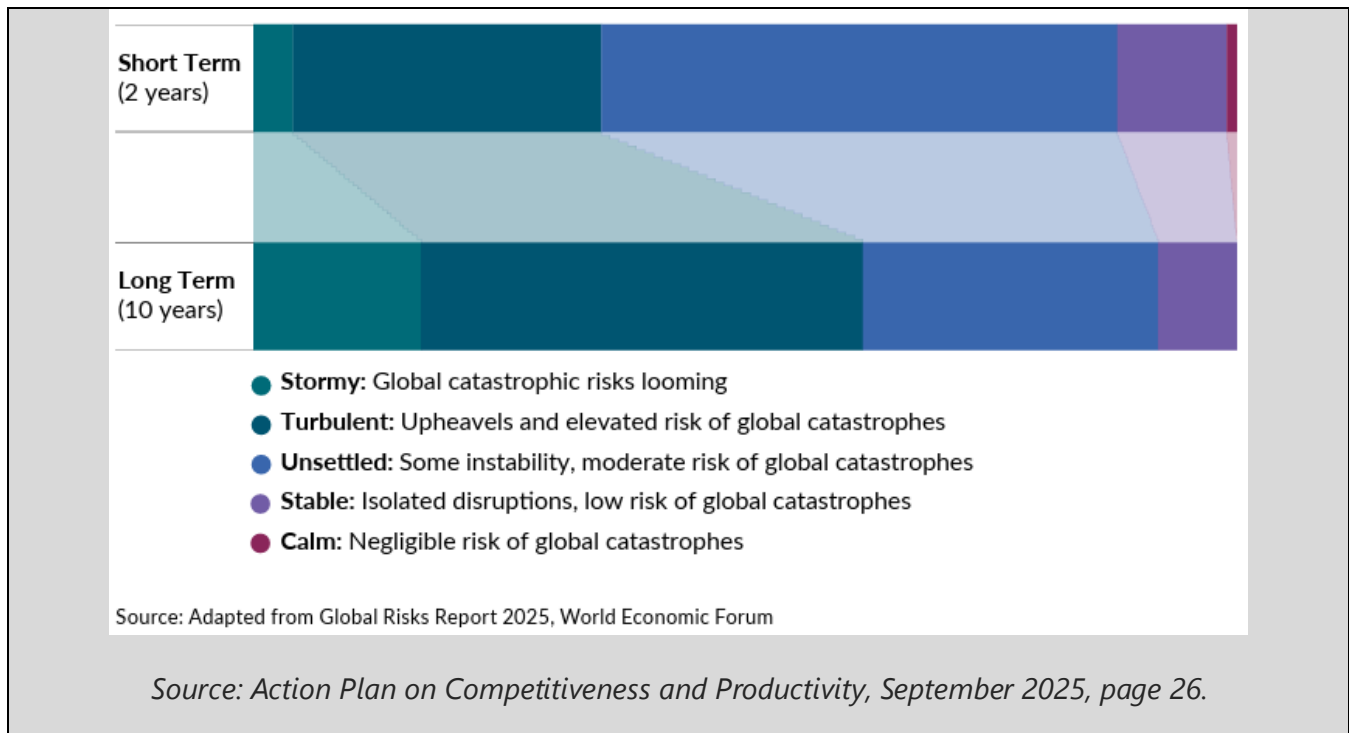 Short Term
(2 years)
Long Term
(10 years)
Stormy: Global catastrophic risks looming
Turbulent: Upheavels and elevated risk of global catastrophes
Unsettled: Some instability, moderate risk of global catastrophes
Stable: Isolated disruptions, low risk of global catastrophes
Calm: Negligible risk of global catastrophes
Source: Adapted from Global Risks Report 2025, World Economic Forum
Source: Action Plan on Competitiveness and Productivity, September 2025, page 26.